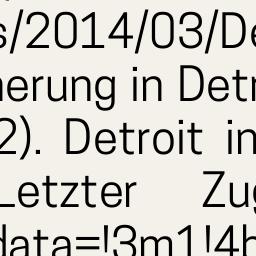 s/2014/03/De
nerung in Detr
2). Detroit in
Letzter Zug
data=!3m1!4b